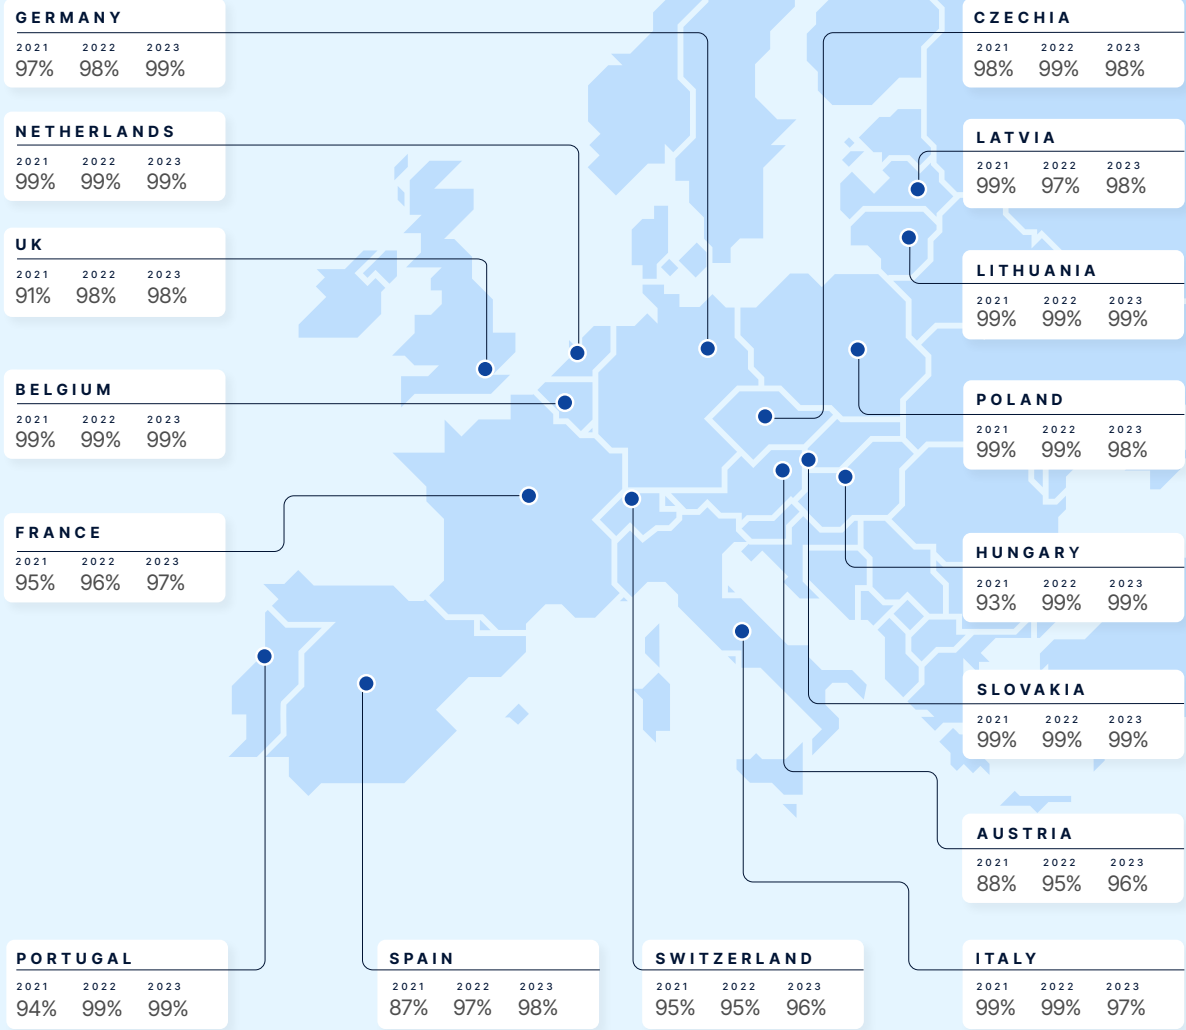 GERMANY
2021 2022 2023
97% 98% 99%
NETHERLANDS
2021 2022 2023
99% 99% 99%
UK
2021 2022 2023
91% 98% 98%
BELGIUM
2021 2022 2023
99% 99% 99%
FRANCE
2021 2022 2023
95% 96% 97%
PORTUGAL
2021 2022 2023
94% 99% 99%
SPAIN
2021 2022 2023
87% 97% 98%
SWITZERLAND
2021 2022 2023
95% 95% 96%
CZECHIA
2021 2022 2023
98% 99% 98%
LATVIA
2021 2022 2023
99% 97% 98%
LITHUANIA
2021 2022 2023
99% 99% 99%
POLAND
2021 2022 2023
99% 99% 98%
HUNGARY
2021 2022 2023
93% 99% 99%
SLOVAKIA
2021 2022 2023
99% 99% 99%
AUSTRIA
2021 2022 2023
88% 95% 96%
ITALY
2021 2022 2023
99% 99% 97%